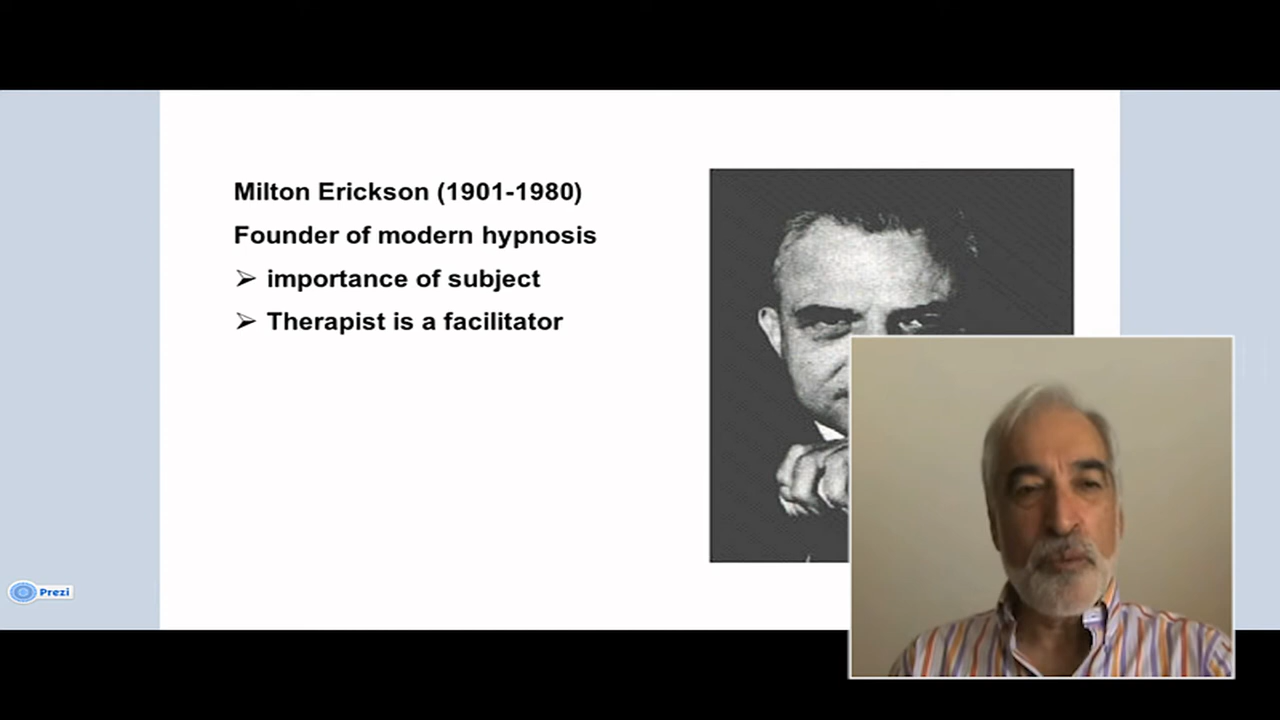 Milton Erickson (1901-1980)
Founder of modern hypnosis
➢ importance of subject
➢ Therapist is a facilitator
Prezi